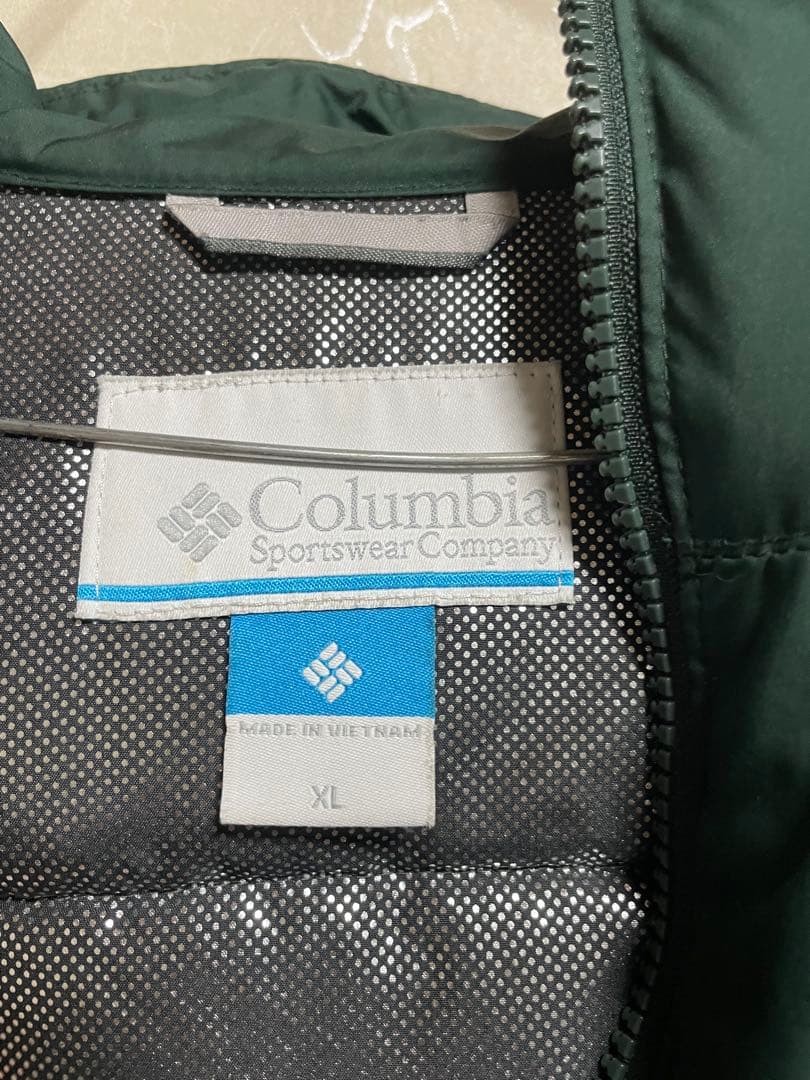 Columbia
Sportswear Company
MADE IN VIETNAM
XL